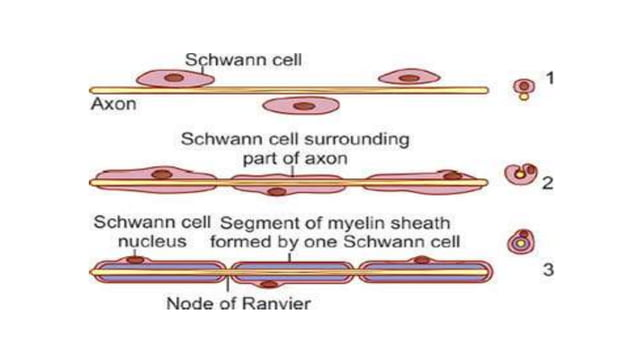 Schwann cell
1
Axon
Schwann cell surrounding
part of axon
2
Schwann cell
nucleus
Segment of myelin sheath
formed by one Schwann cell
3
Node of Ranvier